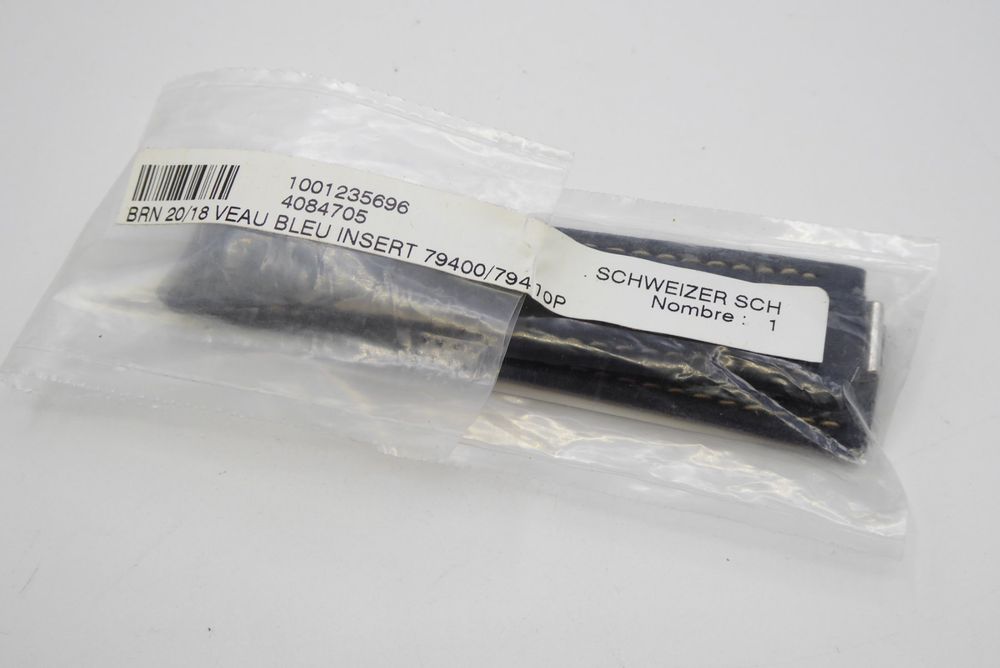 1001235696
4084705
BRN 20/18 VEAU BLEU INSERT 79400/79410P
SCHWEIZER SCH
Nombre : 1